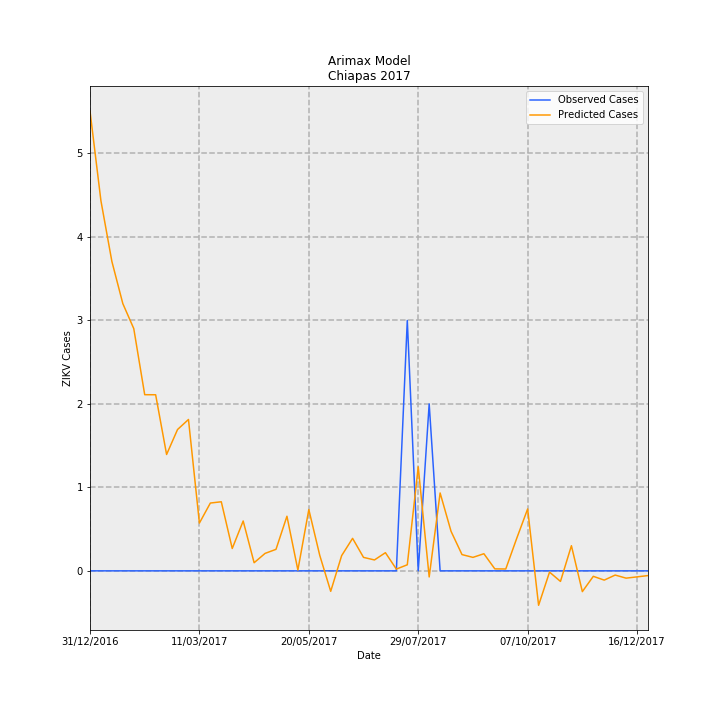 Arimax Model
Chiapas 2017
Observed Cases
Predicted Cases
ZIKV Cases
5
4
3
2
1
0
31/12/2016 11/03/2017 20/05/2017 29/07/2017 07/10/2017 16/12/2017
Date